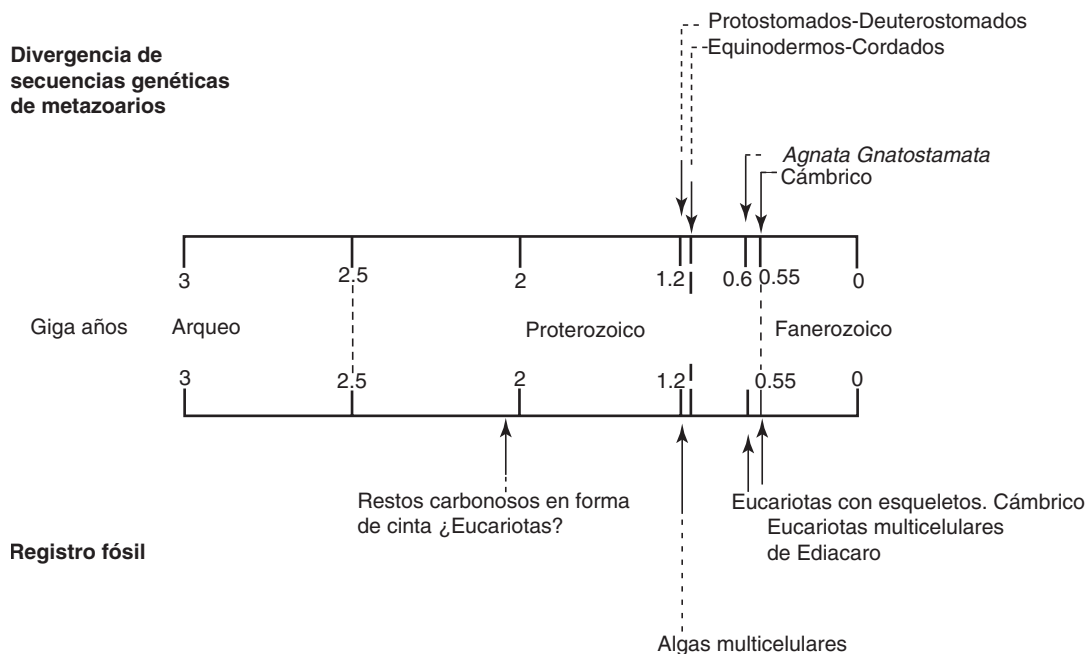 Protostomados-Deuterostomados
Equinodermos-Cordados
Divergencia de
secuencias genéticas
de metazoarios
Agnata Gnatostamata
Cámbrico
3 2.5 2 1.2 0.6 0.55 0
Giga años Arqueo Proterozoico Fanerozoico
3 2.5 2 1.2 0.55 0
Restos carbonosos en forma
de cinta ¿Eucariotas?
Eucariotas con esqueletos. Cámbrico
Eucariotas multicelulares
de Ediacaro
Registro fósil
Algas multicelulares